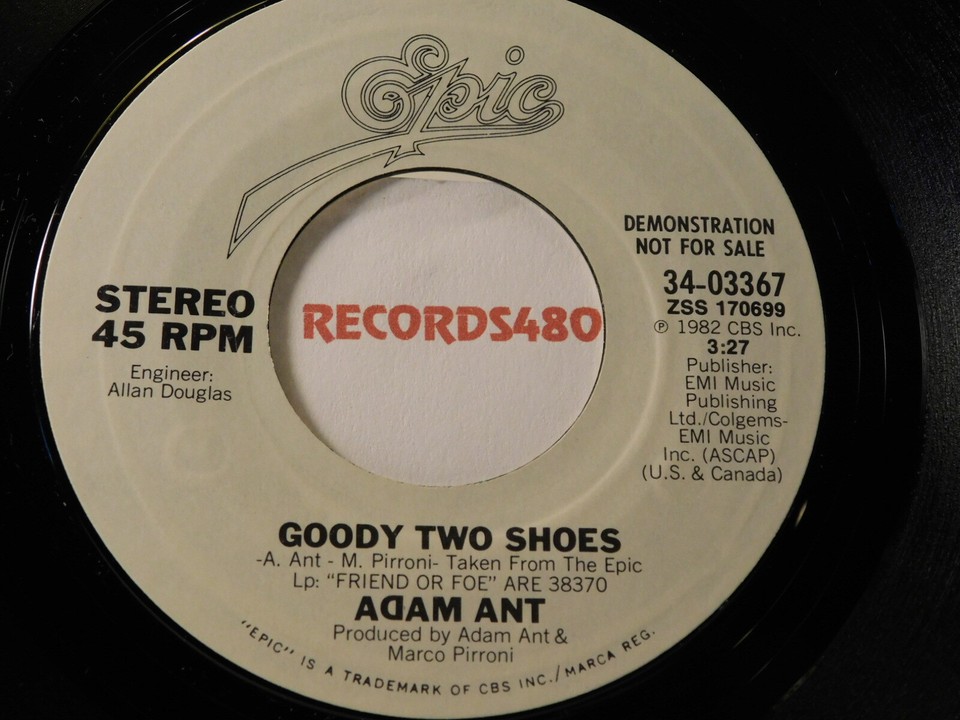 Epic
DEMONSTRATION
NOT FOR SALE
34-03367
ZSS 170699
℗ 1982 CBS Inc.
3:27
Publisher:
EMI Music
Publishing
Ltd./Colgems-
EMI Music
Inc. (ASCAP)
(U.S. & Canada)
STEREO
45 RPM
Engineer:
Allan Douglas
RECORDS480
GOODY TWO SHOES
-A. Ant - M. Pirroni- Taken From The Epic
Lp: "FRIEND OR FOE" ARE 38370
ADAM ANT
Produced by Adam Ant &
Marco Pirroni
"EPIC" IS A TRADEMARK OF CBS INC./MARCA REG.